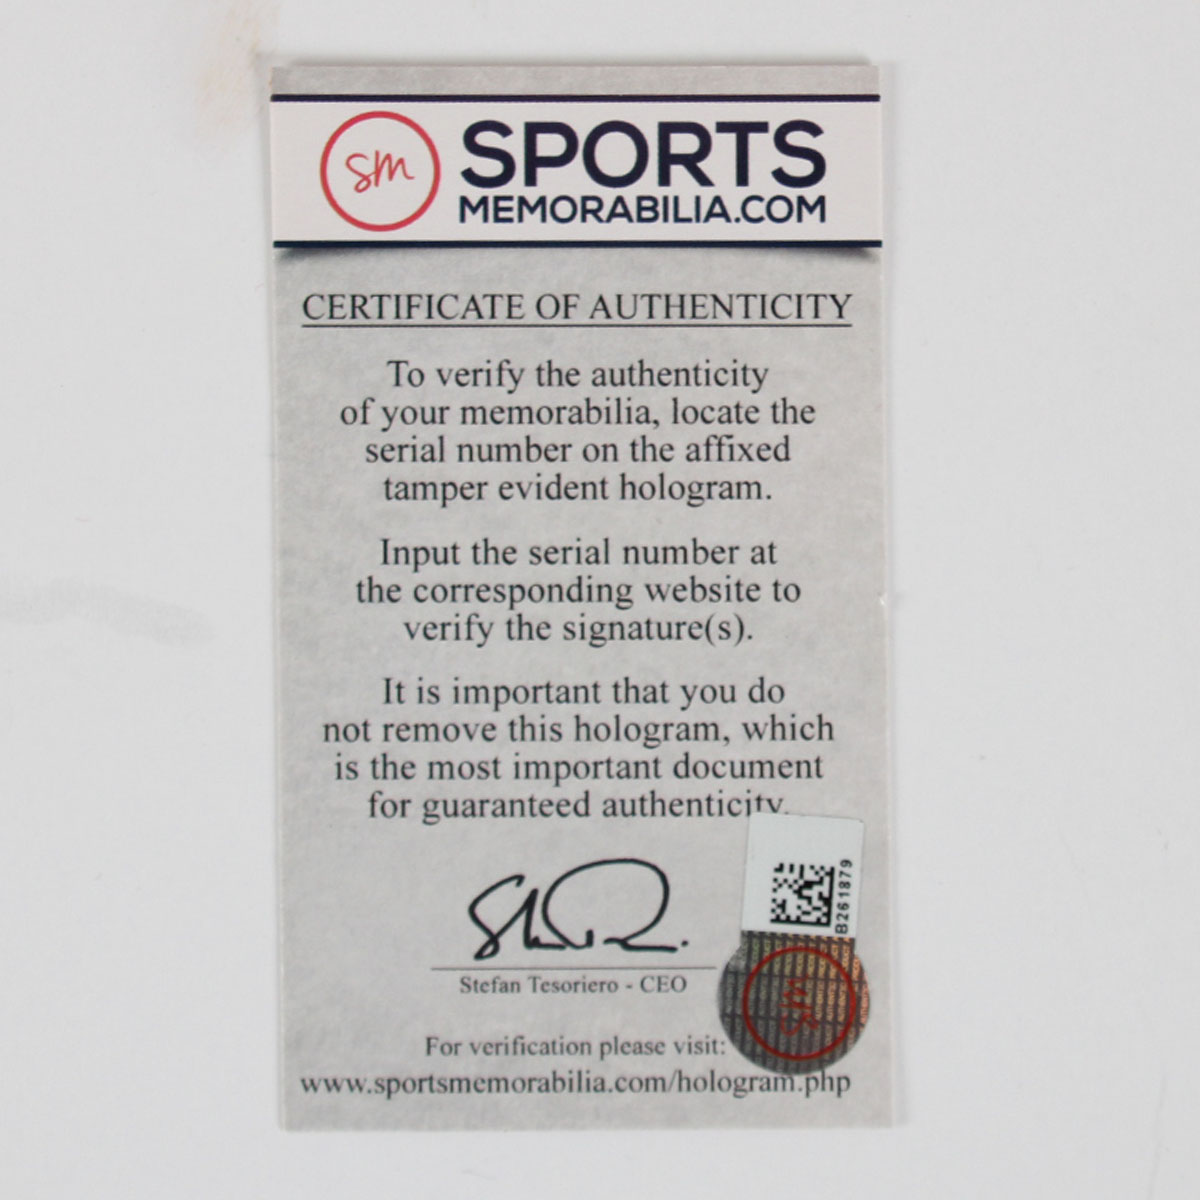 sm
SPORTS
MEMORABILIA.COM
CERTIFICATE OF AUTHENTICITY
To verify the authenticity
of your memorabilia, locate the
serial number on the affixed
tamper evident hologram.
Input the serial number at
the corresponding website to
verify the signature(s).
It is important that you do
not remove this hologram, which
is the most important document
for guaranteed authenticity.
B261879
sm
Stefan Tesoriero - CEO
For verification please visit:
www.sportsmemorabilia.com/hologram.php